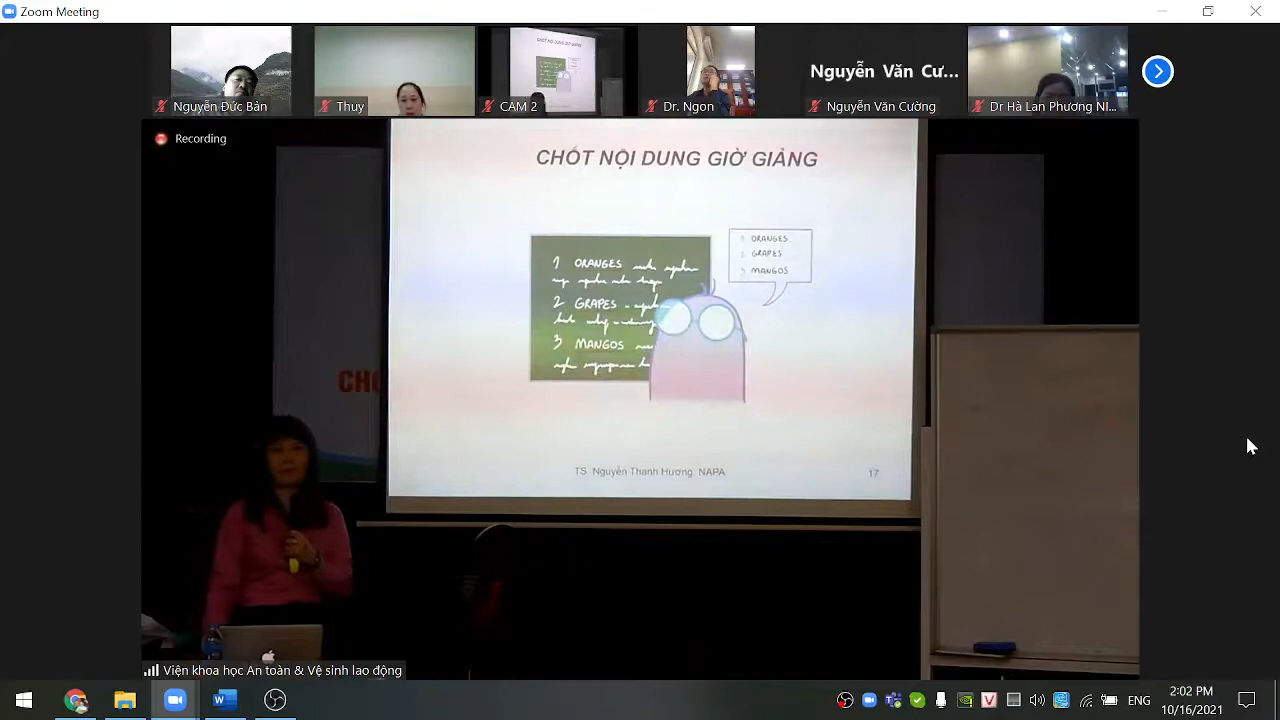 Zoom Meeting
Nguyễn Văn Cư...
Nguyễn Đức Bản
Thuy
CAM 2
Dr. Ngon
Nguyễn Văn Cường
Dr Hà Lan Phương NI...
Recording
CHỐT NỘI DUNG GIỜ GIẢNG
1 ORANGES
2 GRAPES
3 MANGOS
1 ORANGES
2 GRAPES
3 MANGOS
TS. Nguyễn Thanh Hương. NAPA
17
Viện khoa học An toàn & Vệ sinh lao động
ENG
2:02 PM
10/16/2021